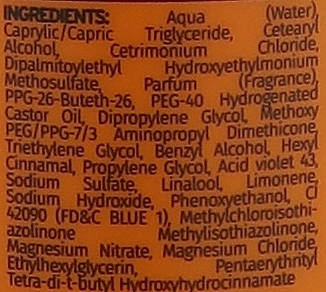 INGREDIENTS: Aqua (Water),
Caprylic/Capric Triglyceride, Cetearyl
Alcohol, Cetrimonium Chloride,
Dipalmitoylethyl Hydroxyethylmonium
Methosulfate, Parfum (Fragrance),
PPG-26-Buteth-26, PEG-40 Hydrogenated
Castor Oil, Dipropylene Glycol, Methoxy
PEG/PPG-7/3 Aminopropyl Dimethicone,
Triethylene Glycol, Benzyl Alcohol, Hexyl
Cinnamal, Propylene Glycol, Acid violet 43,
Sodium Sulfate, Linalool, Limonene,
Sodium Hydroxide, Phenoxyethanol, CI
42090 (FD&C BLUE 1), Methylchloroisothi-
azolinone Methylisothiazolinone,
Magnesium Nitrate, Magnesium Chloride,
Ethylhexylglycerin, Pentaerythrityl
Tetra-di-t-butyl Hydroxyhydrocinnamate